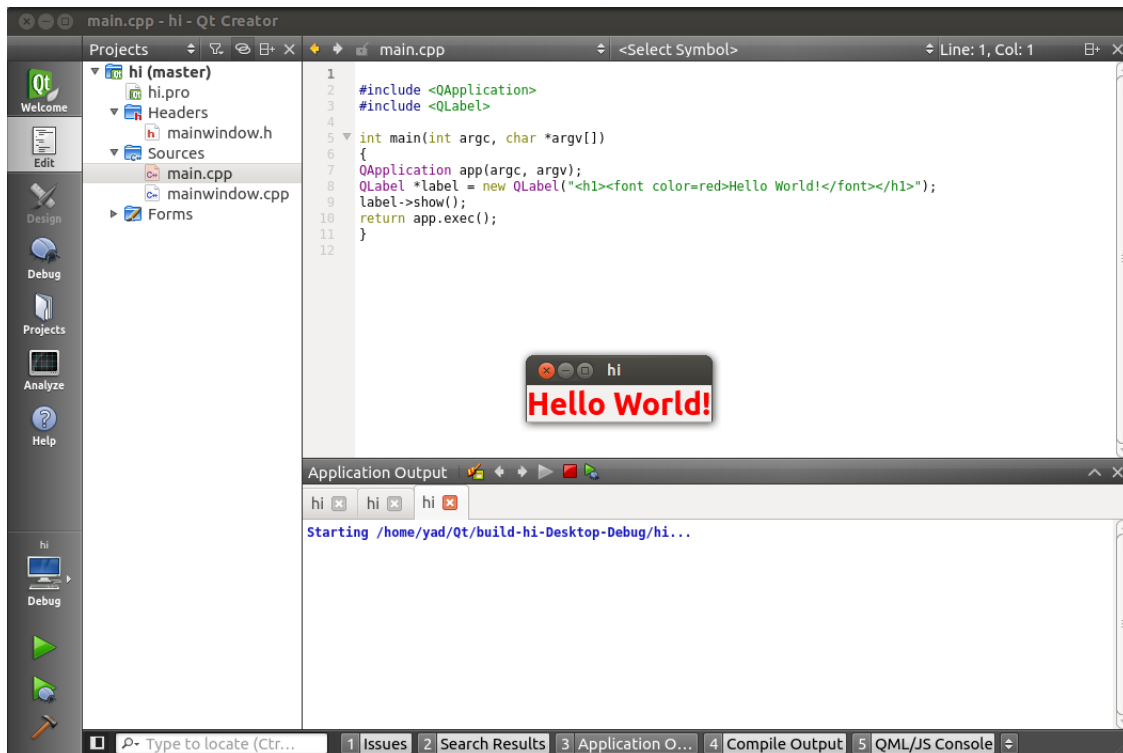 main.cpp - hi - Qt Creator
Projects
main.cpp
<Select Symbol>
Line: 1, Col: 1
Welcome
Edit
Design
Debug
Projects
Analyze
Help
hi
Debug
hi (master)
hi.pro
Headers
mainwindow.h
Sources
main.cpp
mainwindow.cpp
Forms
1
2 #include <QApplication>
3 #include <QLabel>
4
5 int main(int argc, char *argv[])
6 {
7 QApplication app(argc, argv);
8 QLabel *label = new QLabel("<h1><font color=red>Hello World!</font></h1>");
9 label->show();
10 return app.exec();
11 }
12
hi
Hello World!
Application Output
hi hi hi
Starting /home/yad/Qt/build-hi-Desktop-Debug/hi...
Type to locate (Ctr...
1 Issues 2 Search Results 3 Application O... 4 Compile Output 5 QML/JS Console